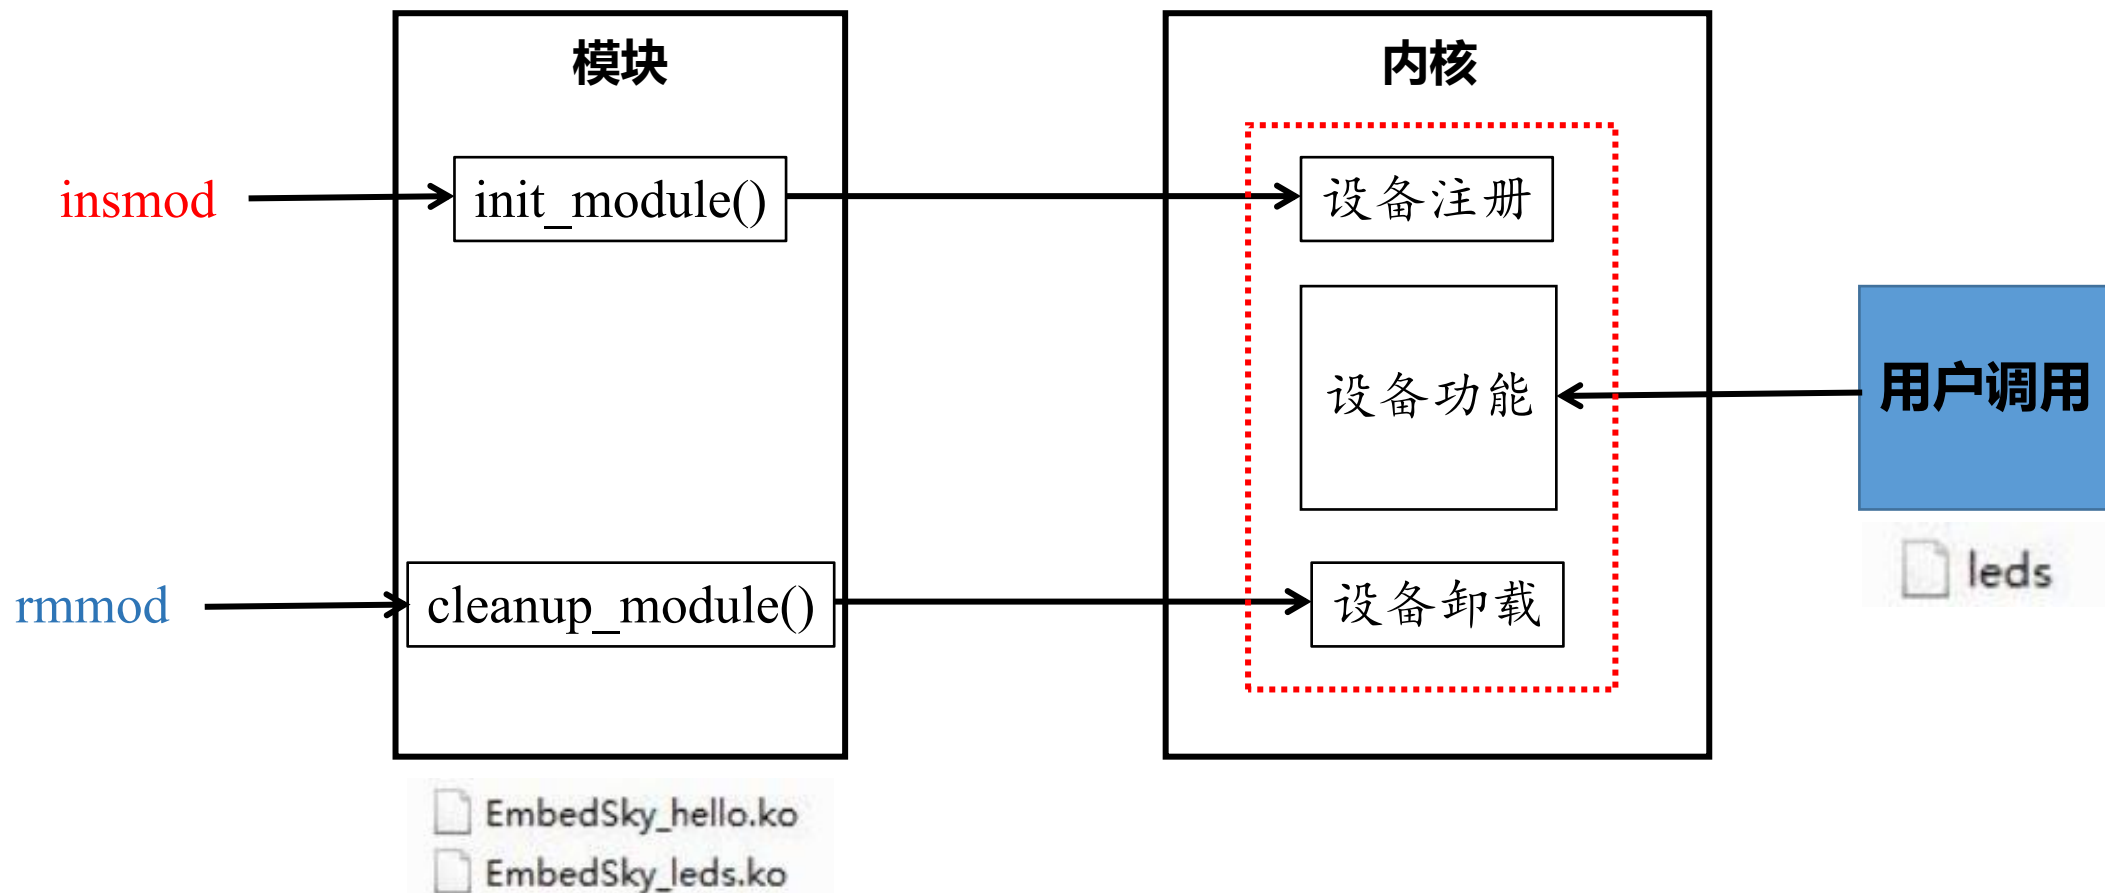 模块
内核
insmod
init_module()
设备注册
设备功能
用户调用
leds
rmmod
cleanup_module()
设备卸载
EmbedSky_hello.ko
EmbedSky_leds.ko